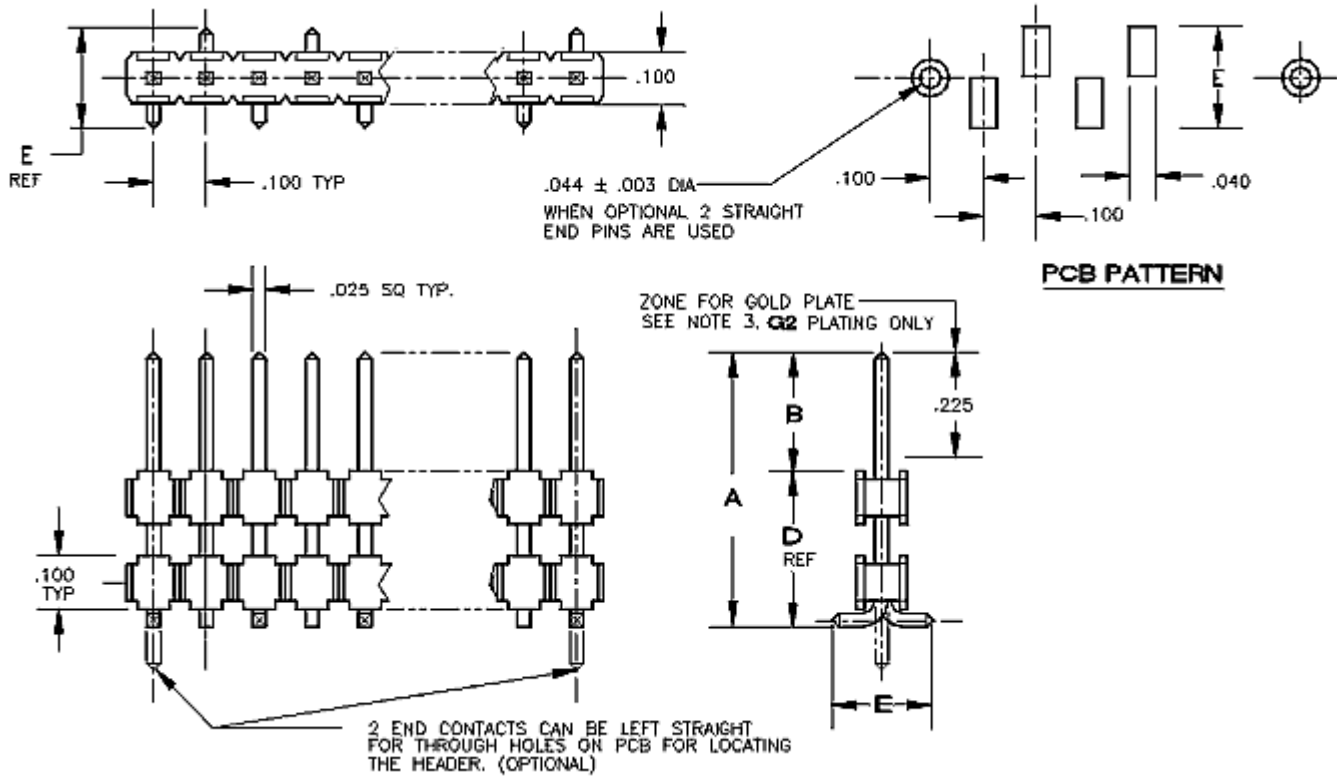 E
REF
.100 TYP
.100
.044 ± .003 DIA
WHEN OPTIONAL 2 STRAIGHT
END PINS ARE USED
.100
.100
.040
E
PCB PATTERN
.025 SQ TYP.
ZONE FOR GOLD PLATE
SEE NOTE 3, G2 PLATING ONLY
A
B
.225
D
REF
.100
TYP
E
2 END CONTACTS CAN BE LEFT STRAIGHT
FOR THROUGH HOLES ON PCB FOR LOCATING
THE HEADER. (OPTIONAL)